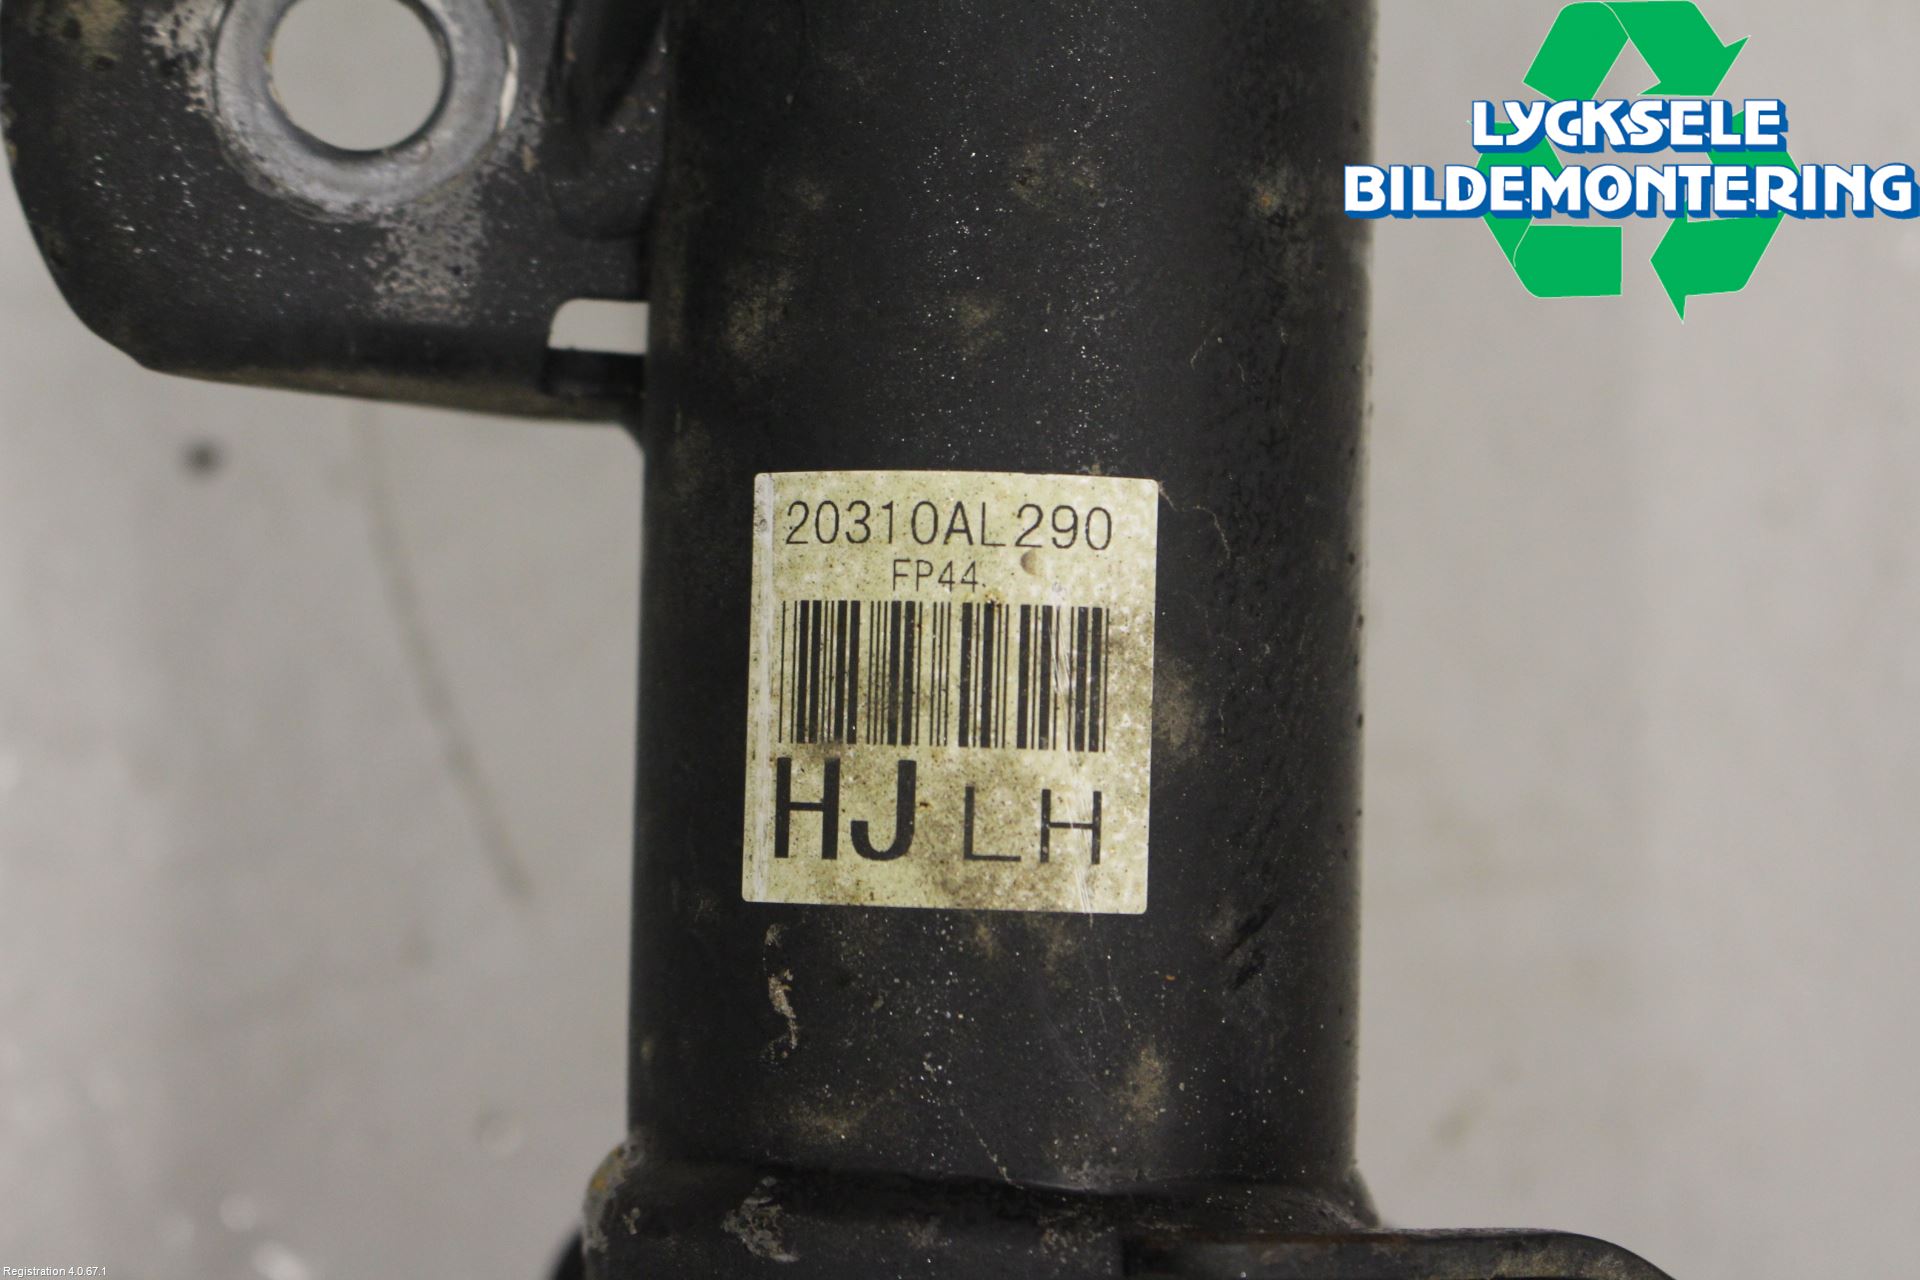 LYCKSELE
BILDEMONTERING
20310AL290
FP44
HJ LH
Registration 4.0.67.1